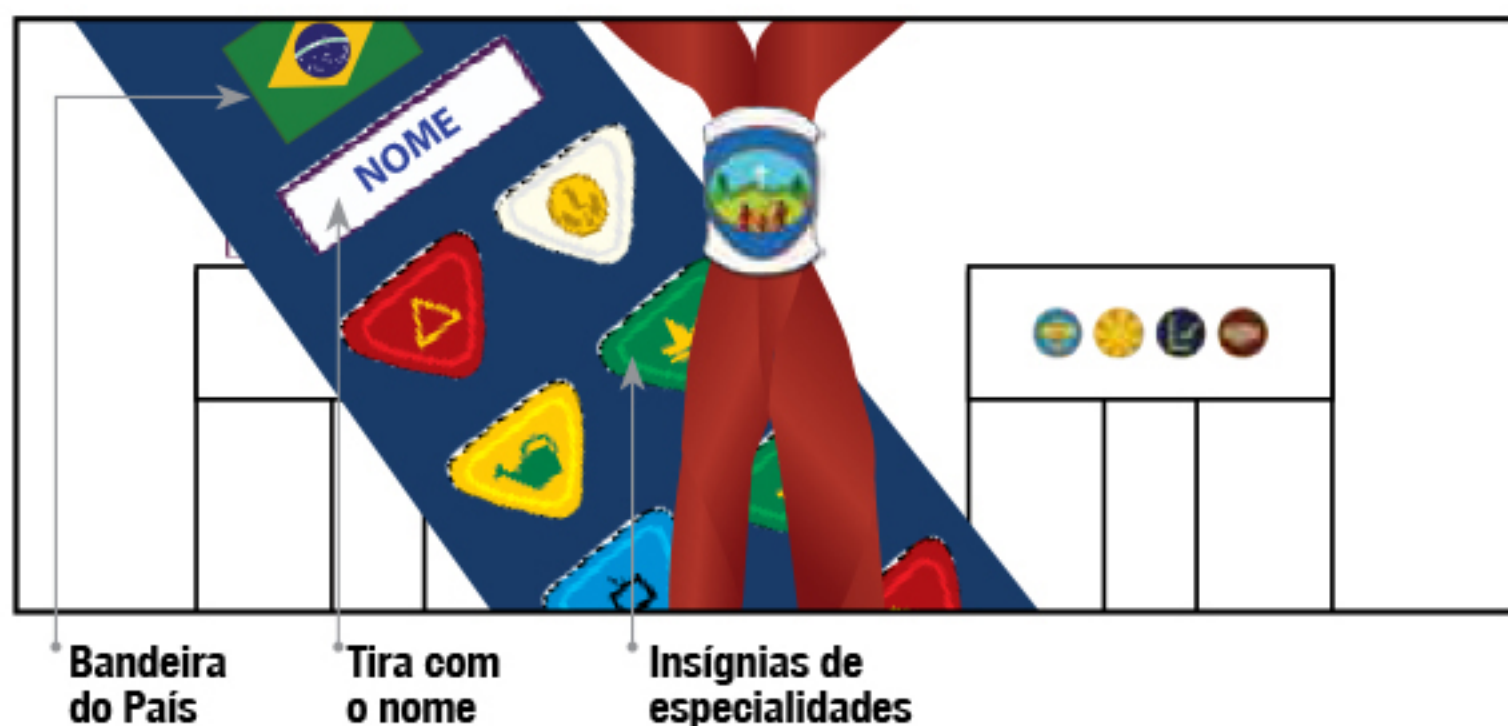 NOME
Bandeira
do País
Tira com
o nome
Insígnias de
especialidades